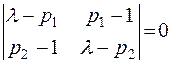 | λ − p₁  p₁ − 1 |
| p₂ − 1  λ − p₂ | = 0